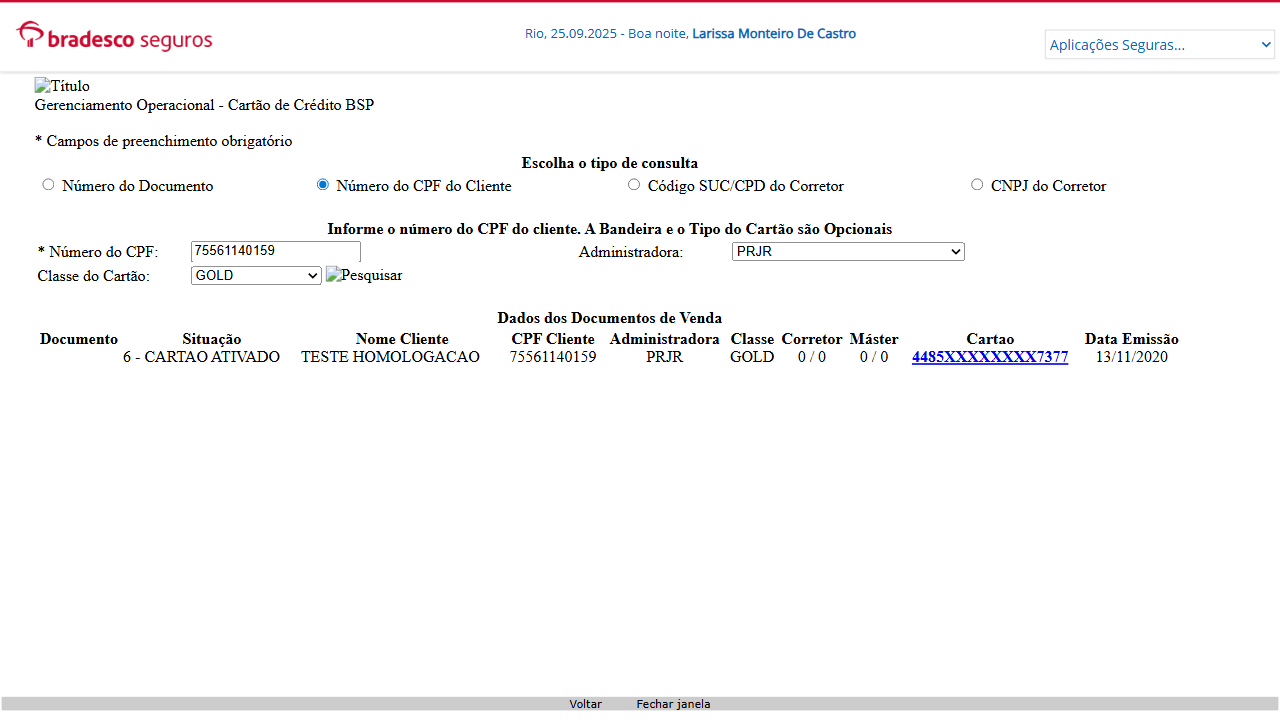 bradesco seguros
Rio, 25.09.2025 - Boa noite, Larissa Monteiro De Castro
Aplicações Seguras...
Título
Gerenciamento Operacional - Cartão de Crédito BSP
* Campos de preenchimento obrigatório
Escolha o tipo de consulta
Número do Documento Número do CPF do Cliente Código SUC/CPD do Corretor CNPJ do Corretor
Informe o número do CPF do cliente. A Bandeira e o Tipo do Cartão são Opcionais
* Número do CPF: 75561140159 Administradora: PRJR
Classe do Cartão: GOLD Pesquisar
Dados dos Documentos de Venda
Documento Situação Nome Cliente CPF Cliente Administradora Classe Corretor Máster Cartao Data Emissão
6 - CARTAO ATIVADO TESTE HOMOLOGACAO 75561140159 PRJR GOLD 0 / 0 0 / 0 4485XXXXXXXX7377 13/11/2020
Voltar Fechar janela